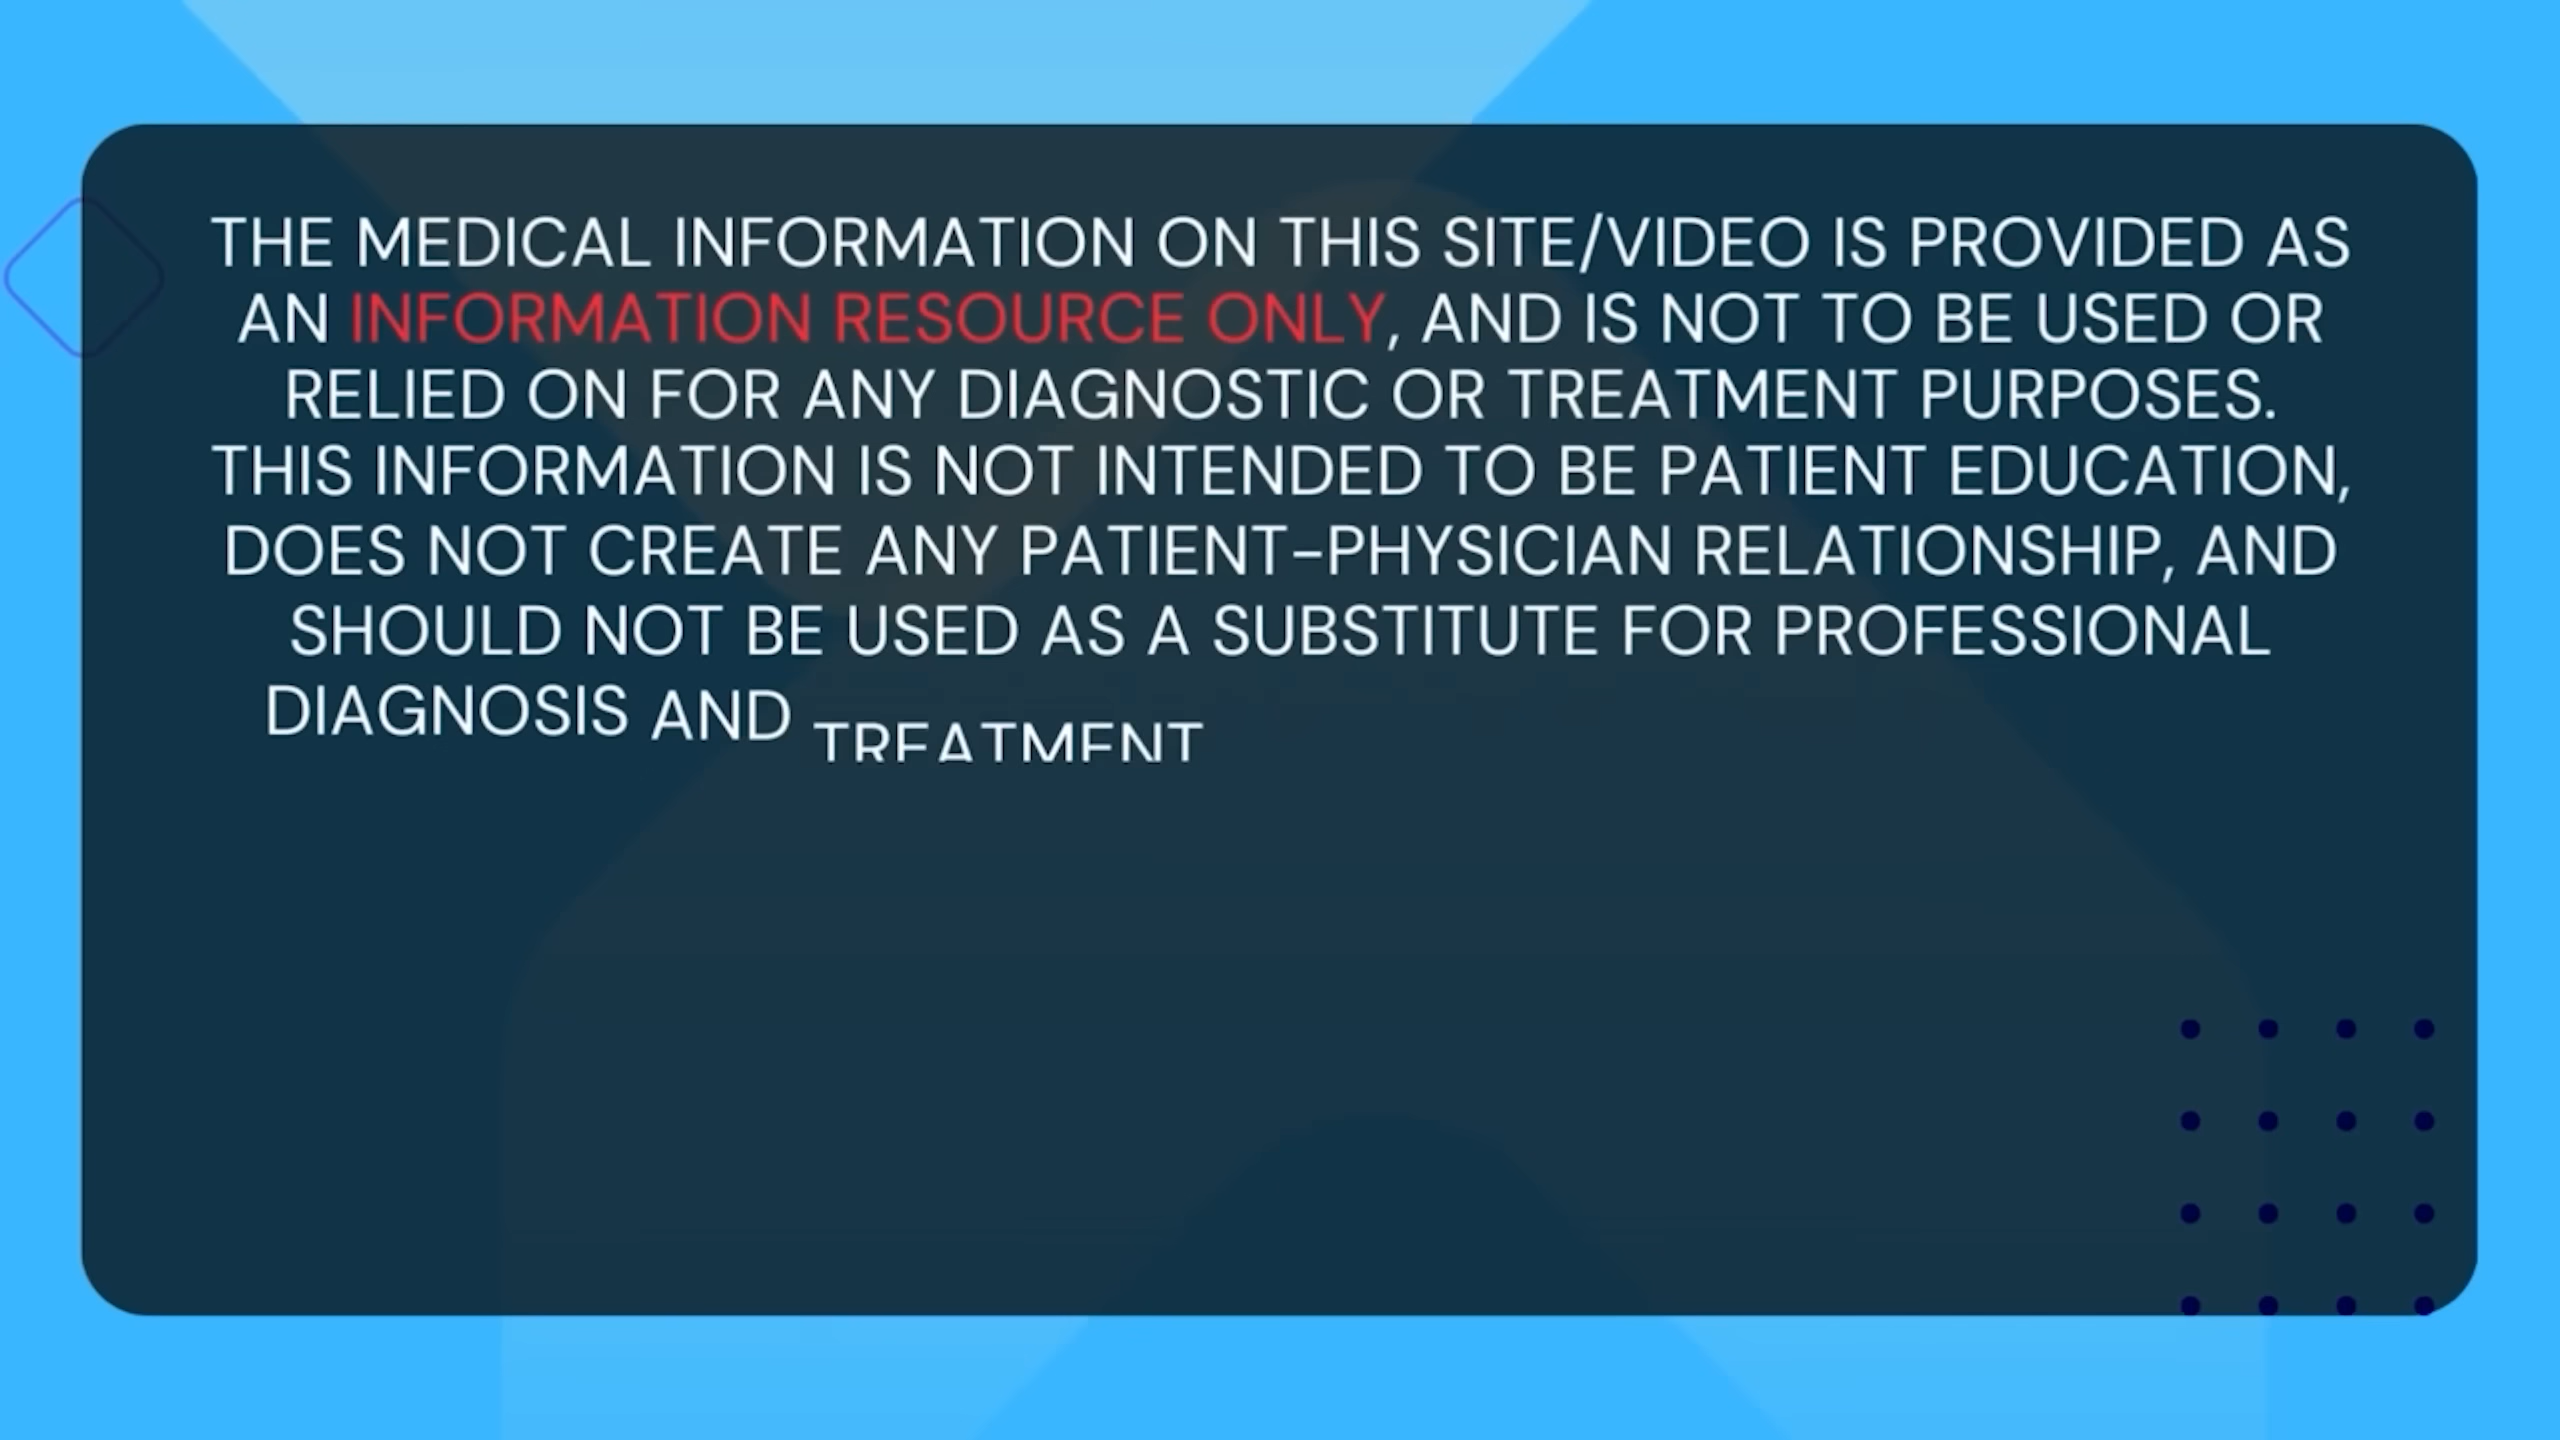 THE MEDICAL INFORMATION ON THIS SITE/VIDEO IS PROVIDED AS
AN INFORMATION RESOURCE ONLY, AND IS NOT TO BE USED OR
RELIED ON FOR ANY DIAGNOSTIC OR TREATMENT PURPOSES.
THIS INFORMATION IS NOT INTENDED TO BE PATIENT EDUCATION,
DOES NOT CREATE ANY PATIENT-PHYSICIAN RELATIONSHIP, AND
SHOULD NOT BE USED AS A SUBSTITUTE FOR PROFESSIONAL
DIAGNOSIS AND TREATMENT